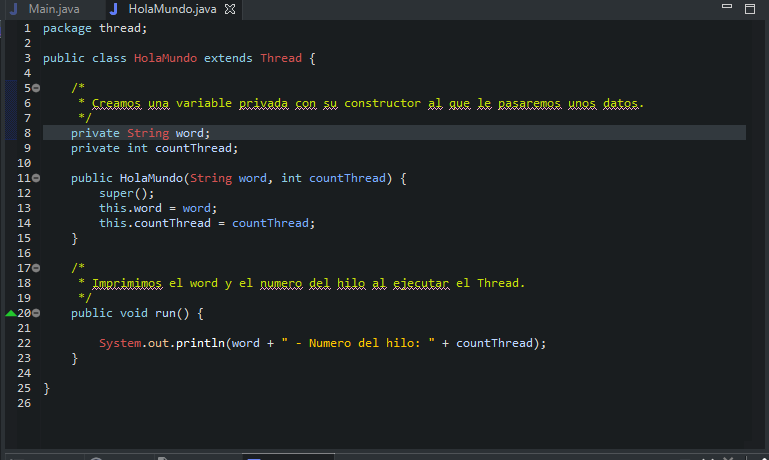 Main.java HolaMundo.java
1 package thread;
2
3 public class HolaMundo extends Thread {
4
5 /*
6 * Creamos una variable privada con su constructor al que le pasaremos unos datos.
7 */
8 private String word;
9 private int countThread;
10
11 public HolaMundo(String word, int countThread) {
12 super();
13 this.word = word;
14 this.countThread = countThread;
15 }
16
17 /*
18 * Imprimimos el word y el numero del hilo al ejecutar el Thread.
19 */
20 public void run() {
21
22 System.out.println(word + " - Numero del hilo: " + countThread);
23 }
24
25 }
26